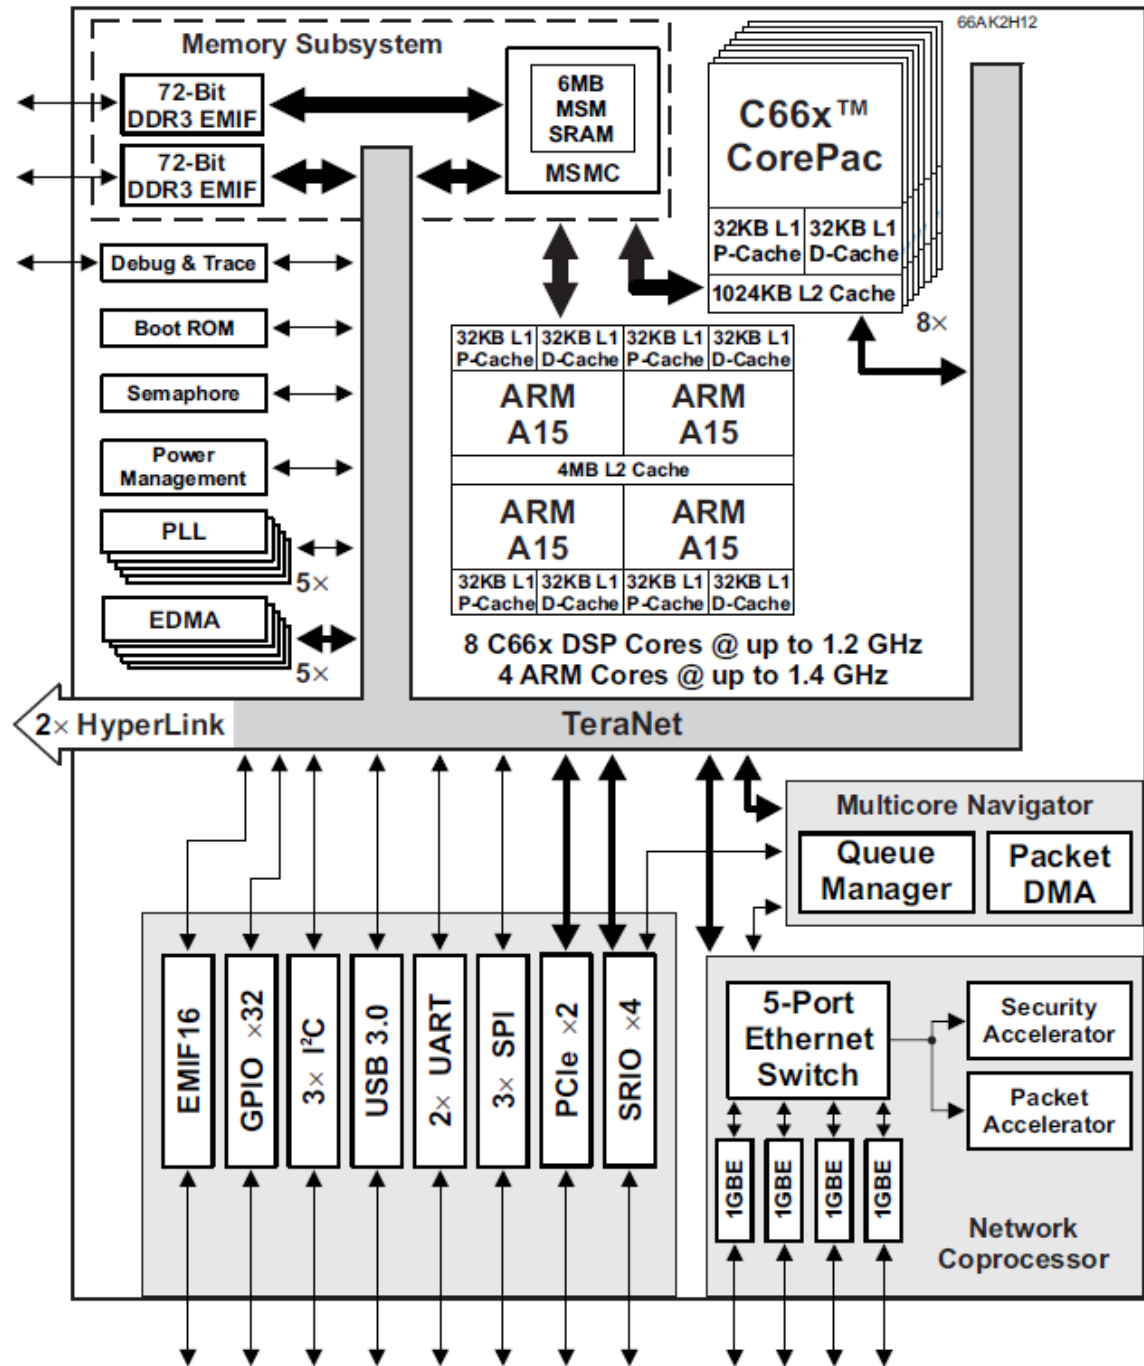 66AK2H12
Memory Subsystem
72-Bit
DDR3 EMIF
72-Bit
DDR3 EMIF
6MB
MSM
SRAM
MSMC
C66x™
CorePac
32KB L1
P-Cache
32KB L1
D-Cache
1024KB L2 Cache
8×
Debug & Trace
Boot ROM
Semaphore
Power
Management
PLL
5×
EDMA
5×
32KB L1
P-Cache
32KB L1
D-Cache
32KB L1
P-Cache
32KB L1
D-Cache
ARM
A15
ARM
A15
4MB L2 Cache
ARM
A15
ARM
A15
32KB L1
P-Cache
32KB L1
D-Cache
32KB L1
P-Cache
32KB L1
D-Cache
8 C66x DSP Cores @ up to 1.2 GHz
4 ARM Cores @ up to 1.4 GHz
2× HyperLink
TeraNet
Multicore Navigator
Queue
Manager
Packet
DMA
EMIF16
GPIO ×32
3× I²C
USB 3.0
2× UART
3× SPI
PCIe ×2
SRIO ×4
5-Port
Ethernet
Switch
Security
Accelerator
Packet
Accelerator
1GBE
1GBE
1GBE
1GBE
Network
Coprocessor